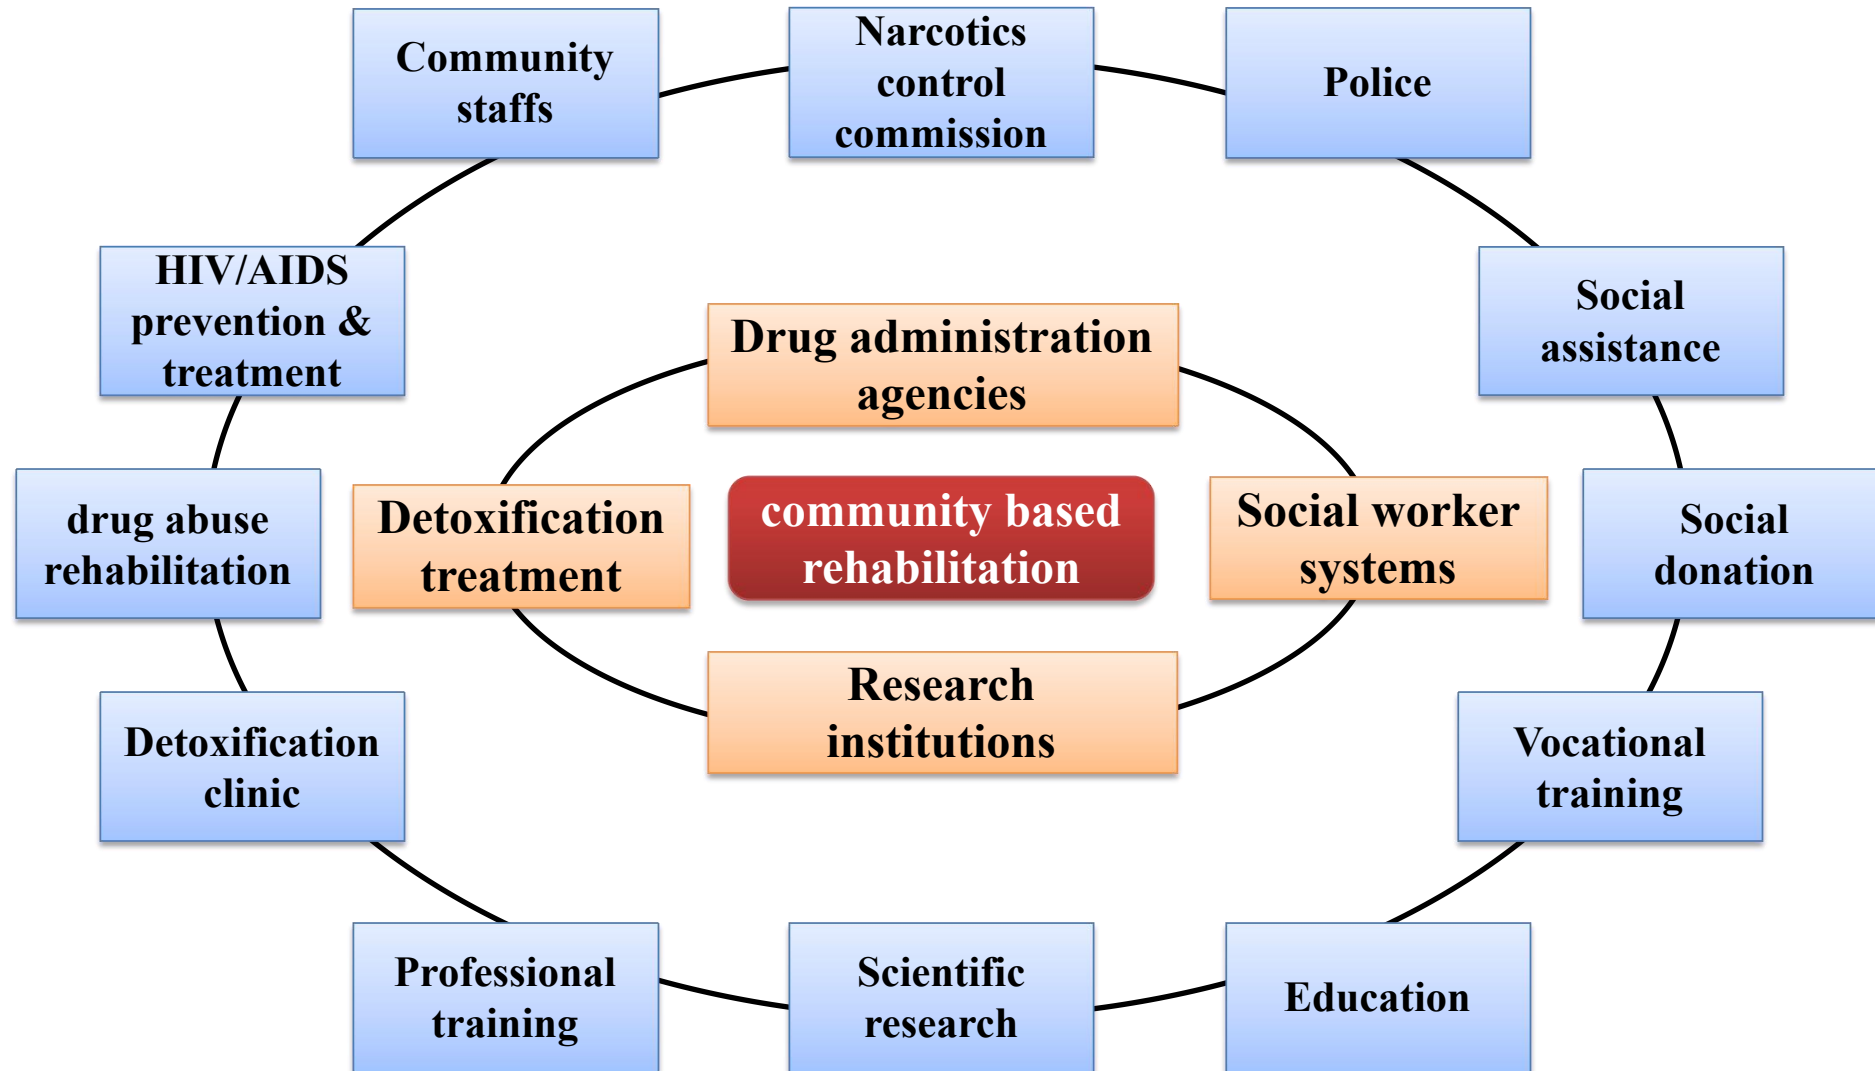 Community
staffs
Narcotics
control
commission
Police
HIV/AIDS
prevention &
treatment
Social
assistance
Drug administration
agencies
drug abuse
rehabilitation
Detoxification
treatment
community based
rehabilitation
Social worker
systems
Social
donation
Research
institutions
Detoxification
clinic
Vocational
training
Professional
training
Scientific
research
Education